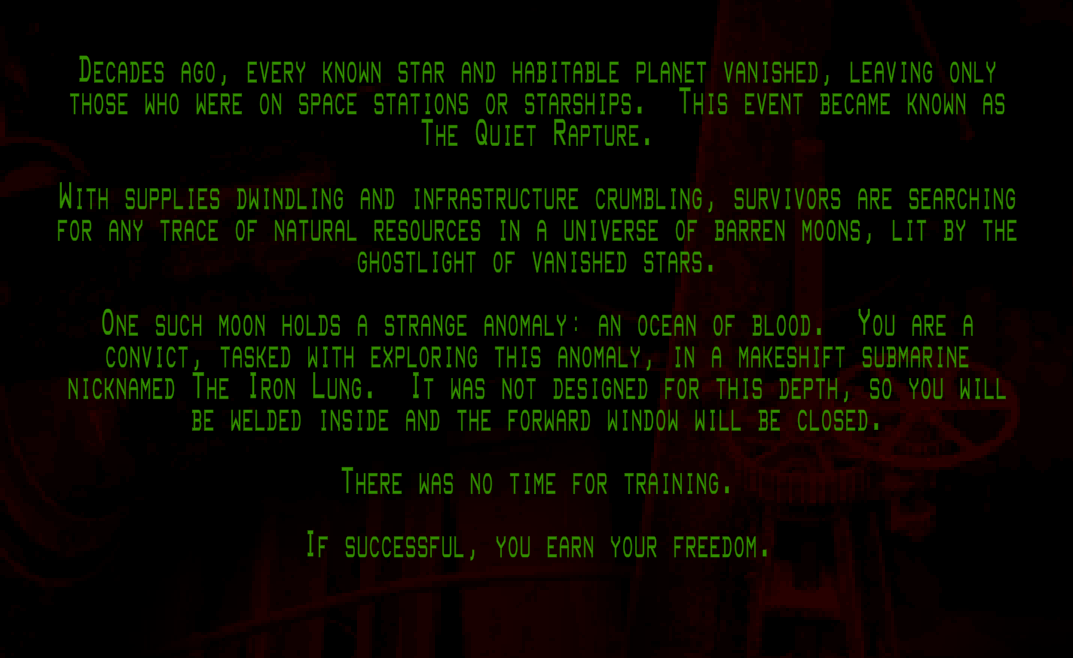 Decades ago, every known star and habitable planet vanished, leaving only
those who were on space stations or starships. This event became known as
The Quiet Rapture.
With supplies dwindling and infrastructure crumbling, survivors are searching
for any trace of natural resources in a universe of barren moons, lit by the
ghostlight of vanished stars.
One such moon holds a strange anomaly: an ocean of blood. You are a
convict, tasked with exploring this anomaly, in a makeshift submarine
nicknamed The Iron Lung. It was not designed for this depth, so you will
be welded inside and the forward window will be closed.
There was no time for training.
If successful, you earn your freedom.